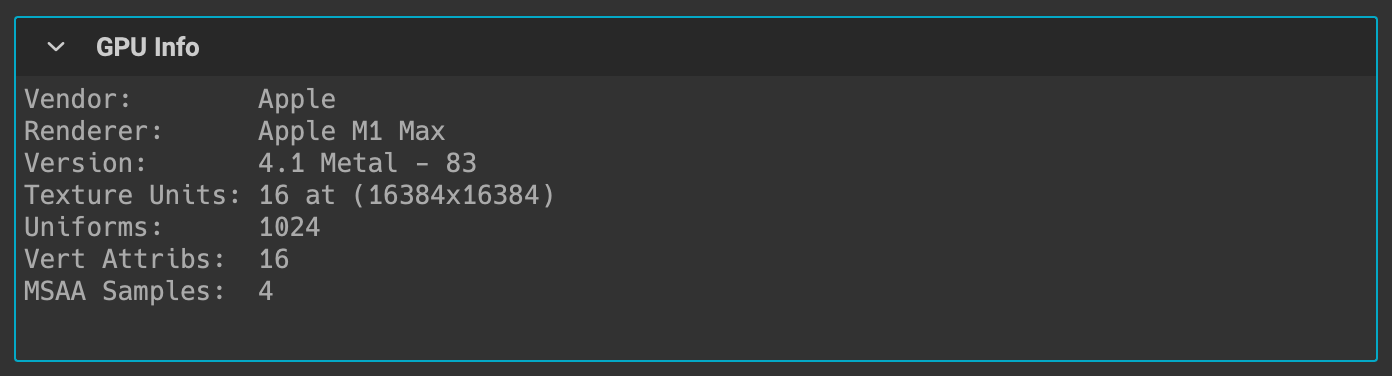 GPU Info
Vendor: Apple
Renderer: Apple M1 Max
Version: 4.1 Metal - 83
Texture Units: 16 at (16384x16384)
Uniforms: 1024
Vert Attribs: 16
MSAA Samples: 4